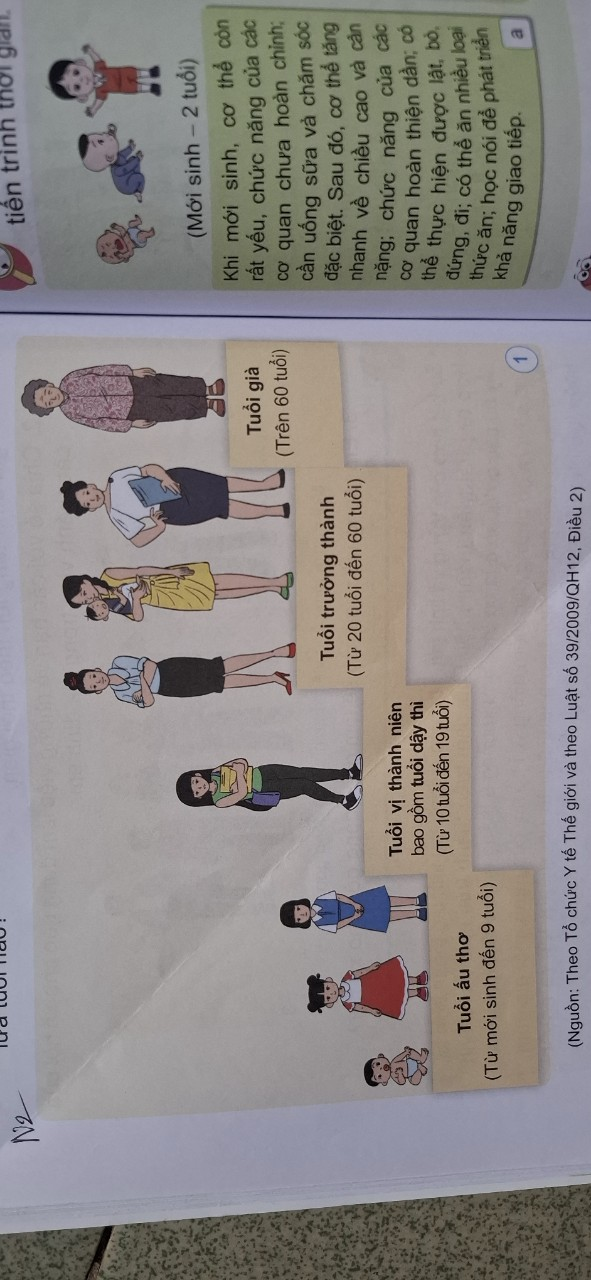 N2
lứa tuổi nào?
Tuổi ấu thơ
(Từ mới sinh đến 9 tuổi)
Tuổi vị thành niên
bao gồm tuổi dậy thì
(Từ 10 tuổi đến 19 tuổi)
Tuổi trưởng thành
(Từ 20 tuổi đến 60 tuổi)
Tuổi già
(Trên 60 tuổi)
1
(Nguồn: Theo Tổ chức Y tế Thế giới và theo Luật số 39/2009/QH12, Điều 2)
tiến trình thời gian.
(Mới sinh – 2 tuổi)
Khi mới sinh, cơ thể còn
rất yếu, chức năng của các
cơ quan chưa hoàn chỉnh;
cần uống sữa và chăm sóc
đặc biệt. Sau đó, cơ thể tăng
nhanh về chiều cao và cân
nặng; chức năng của các
cơ quan hoàn thiện dần; có
thể thực hiện được lật, bò,
đứng, đi; có thể ăn nhiều loại
thức ăn; học nói để phát triển
khả năng giao tiếp.
a